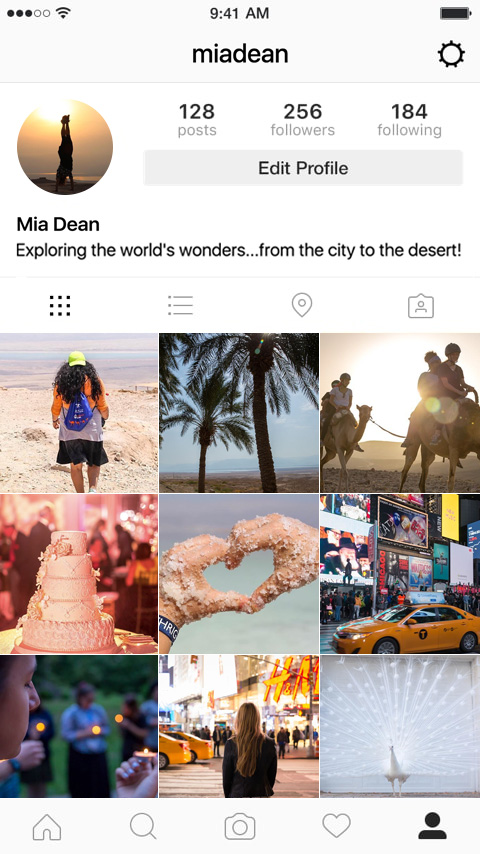 9:41 AM
miadean
128 256 184
posts followers following
Edit Profile
Mia Dean
Exploring the world's wonders...from the city to the desert!
H&M